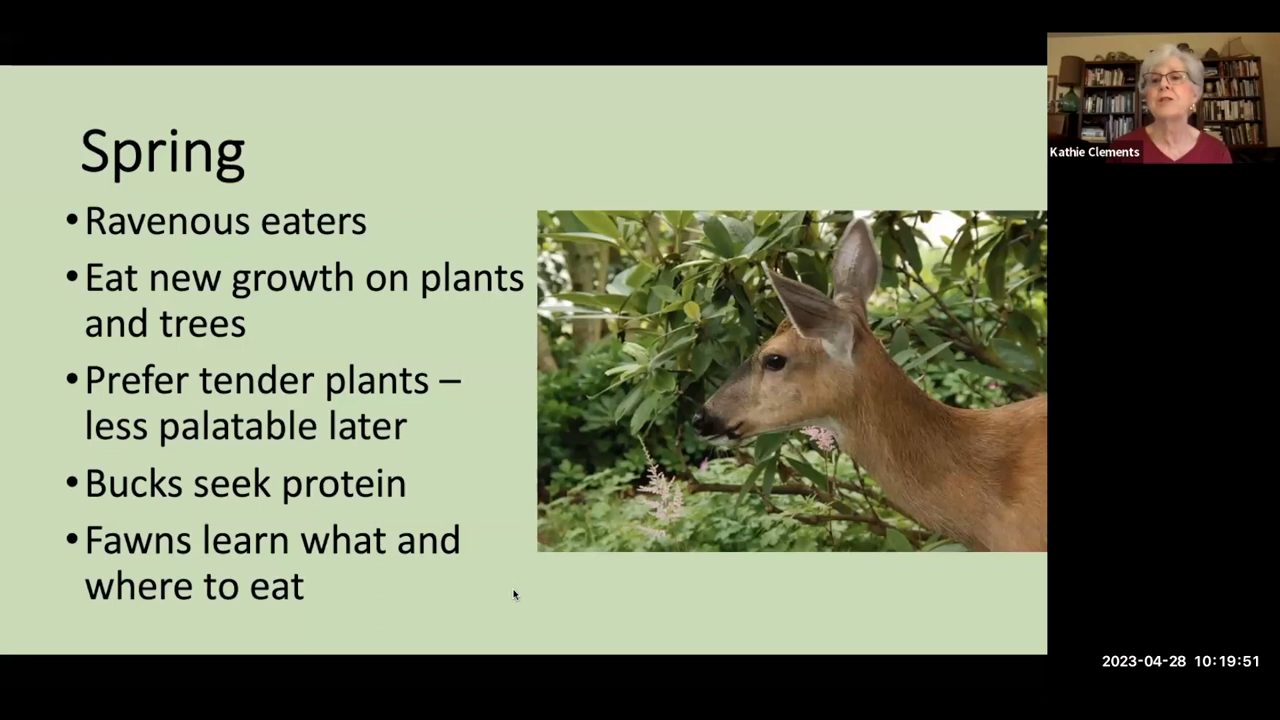 Spring
•Ravenous eaters
•Eat new growth on plants
and trees
•Prefer tender plants –
less palatable later
•Bucks seek protein
•Fawns learn what and
where to eat
Kathie Clements
2023-04-28 10:19:51